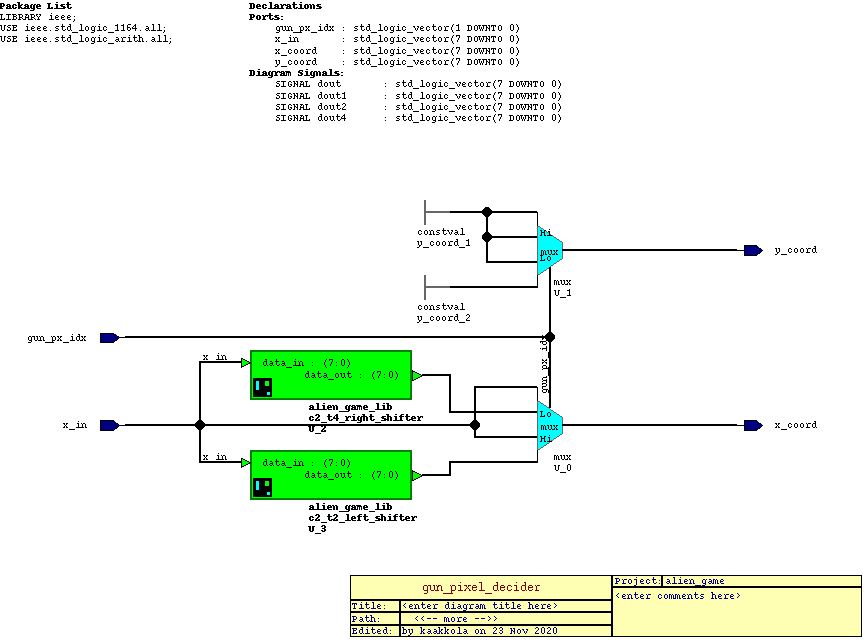 Package List
LIBRARY ieee;
USE ieee.std_logic_1164.all;
USE ieee.std_logic_arith.all;
Declarations
Ports:
gun_px_idx : std_logic_vector(1 DOWNTO 0)
x_in : std_logic_vector(7 DOWNTO 0)
x_coord : std_logic_vector(7 DOWNTO 0)
y_coord : std_logic_vector(7 DOWNTO 0)
Diagram Signals:
SIGNAL dout : std_logic_vector(7 DOWNTO 0)
SIGNAL dout1 : std_logic_vector(7 DOWNTO 0)
SIGNAL dout2 : std_logic_vector(7 DOWNTO 0)
SIGNAL dout4 : std_logic_vector(7 DOWNTO 0)
constval
y_coord_1
Hi
mux
Lo
y_coord
mux
U_1
constval
y_coord_2
gun_px_idx
gun_px_idx
x_in
data_in : (7:0)
data_out : (7:0)
alien_game_lib
c2_t4_right_shifter
U_2
x_in
Lo
mux
Hi
x_coord
mux
U_0
x_in
data_in : (7:0)
data_out : (7:0)
alien_game_lib
c2_t2_left_shifter
U_3
gun_pixel_decider
Title: <enter diagram title here>
Path: <<-- more -->>
Edited: by kaakkola on 23 Nov 2020
Project: alien_game
<enter comments here>